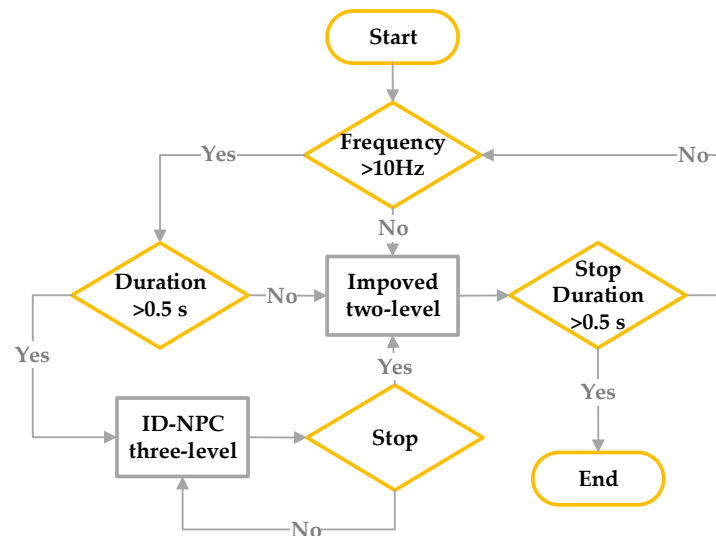 Start
Frequency
>10Hz
Yes
No
No
Duration
>0.5 s
No
Impoved
two-level
Stop
Duration
>0.5 s
Yes
Yes
Yes
ID-NPC
three-level
Stop
End
No